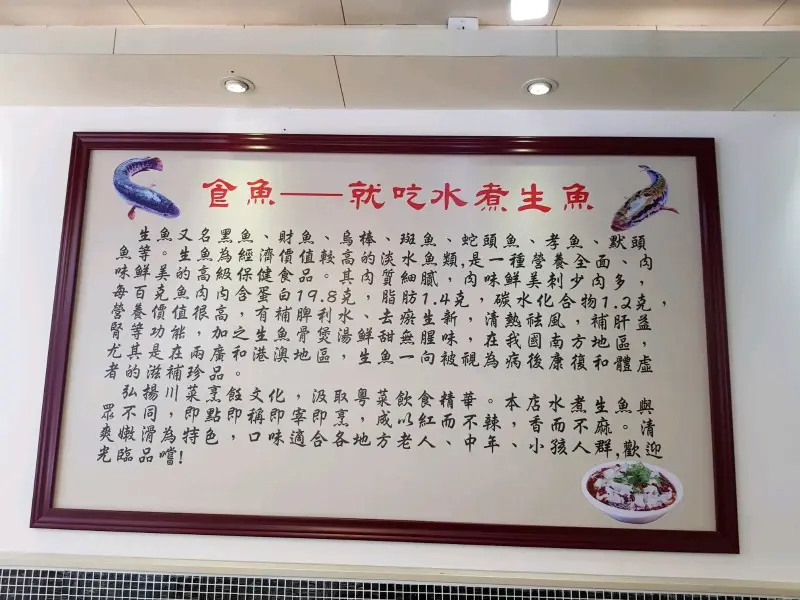 食魚——就吃水煮生魚
生魚又名黑魚、財魚、烏棒、斑魚、蛇頭魚、孝魚、默頭
魚等。生魚為經濟價值較高的淡水魚類,是一種營養全面、肉
味鮮美的高級保健食品。其肉質細膩，肉味鮮美刺少肉多，
每百克魚肉肉含蛋白19.8克，脂肪1.4克，碳水化合物1.2克，
營養價值很高，有補脾利水、去瘀生新，清熱祛風，補肝益
腎等功能，加之生魚骨煲湯鮮甜無腥味，在我國南方地區，
尤其是在兩廣和港澳地區，生魚一向被視為病後康復和體虛
者的滋補珍品。
弘揚川菜烹飪文化，汲取粵菜飲食精華。本店水煮生魚與
眾不同，即點即稱即宰即烹，咸以紅而不辣，香而不麻。清
爽嫩滑為特色，口味適合各地方老人、中年、小孩人群,歡迎
光臨品嚐!